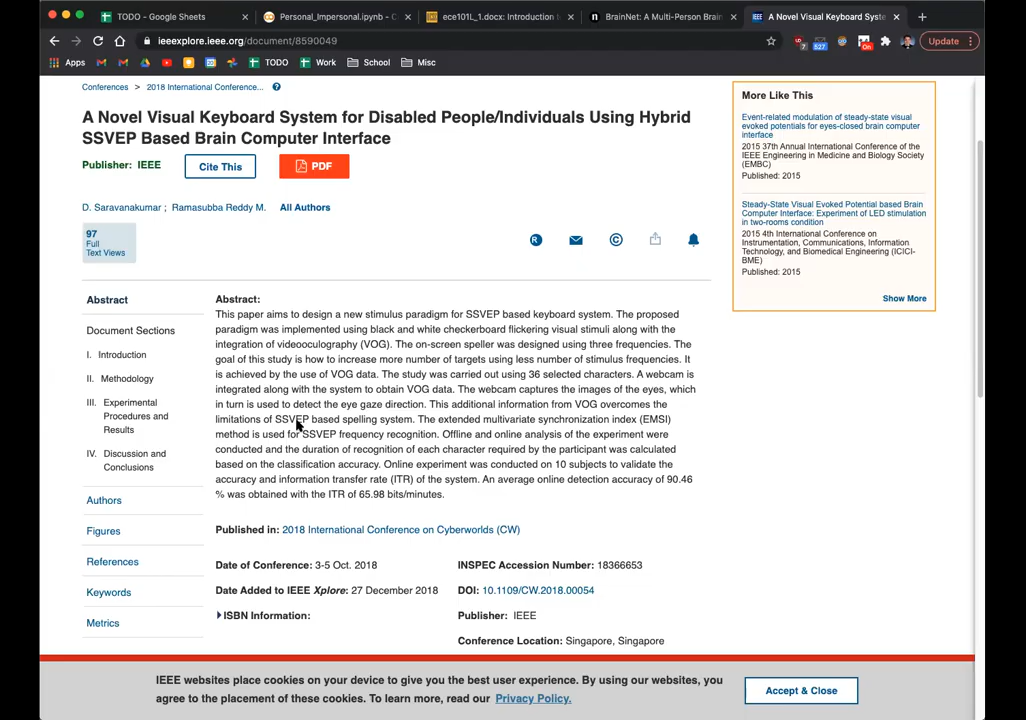 TODO - Google Sheets
Personal_Impersonal.ipynb - C
ece101L_1.docx: Introduction t
BrainNet: A Multi-Person Brain
A Novel Visual Keyboard Syste
ieeexplore.ieee.org/document/8590049
7
527
On
Update
Apps
TODO
Work
School
Misc
Conferences > 2018 International Conference...
A Novel Visual Keyboard System for Disabled People/Individuals Using Hybrid
SSVEP Based Brain Computer Interface
Publisher: IEEE
Cite This
PDF
D. Saravanakumar ; Ramasubba Reddy M. All Authors
97
Full
Text Views
Abstract
Document Sections
I. Introduction
II. Methodology
III. Experimental
Procedures and
Results
IV. Discussion and
Conclusions
Authors
Figures
References
Keywords
Metrics
Abstract:
This paper aims to design a new stimulus paradigm for SSVEP based keyboard system. The proposed
paradigm was implemented using black and white checkerboard flickering visual stimuli along with the
integration of videooculography (VOG). The on-screen speller was designed using three frequencies. The
goal of this study is how to increase more number of targets using less number of stimulus frequencies. It
is achieved by the use of VOG data. The study was carried out using 36 selected characters. A webcam is
integrated along with the system to obtain VOG data. The webcam captures the images of the eyes, which
in turn is used to detect the eye gaze direction. This additional information from VOG overcomes the
limitations of SSVEP based spelling system. The extended multivariate synchronization index (EMSI)
method is used for SSVEP frequency recognition. Offline and online analysis of the experiment were
conducted and the duration of recognition of each character required by the participant was calculated
based on the classification accuracy. Online experiment was conducted on 10 subjects to validate the
accuracy and information transfer rate (ITR) of the system. An average online detection accuracy of 90.46
% was obtained with the ITR of 65.98 bits/minutes.
Published in: 2018 International Conference on Cyberworlds (CW)
Date of Conference: 3-5 Oct. 2018
INSPEC Accession Number: 18366653
Date Added to IEEE Xplore: 27 December 2018
DOI: 10.1109/CW.2018.00054
ISBN Information:
Publisher: IEEE
Conference Location: Singapore, Singapore
More Like This
Event-related modulation of steady-state visual
evoked potentials for eyes-closed brain computer
interface
2015 37th Annual International Conference of the
IEEE Engineering in Medicine and Biology Society
(EMBC)
Published: 2015
Steady-State Visual Evoked Potential based Brain
Computer Interface: Experiment of LED stimulation
in two-rooms condition
2015 4th International Conference on
Instrumentation, Communications, Information
Technology, and Biomedical Engineering (ICICI-
BME)
Published: 2015
Show More
IEEE websites place cookies on your device to give you the best user experience. By using our websites, you
agree to the placement of these cookies. To learn more, read our Privacy Policy.
Accept & Close